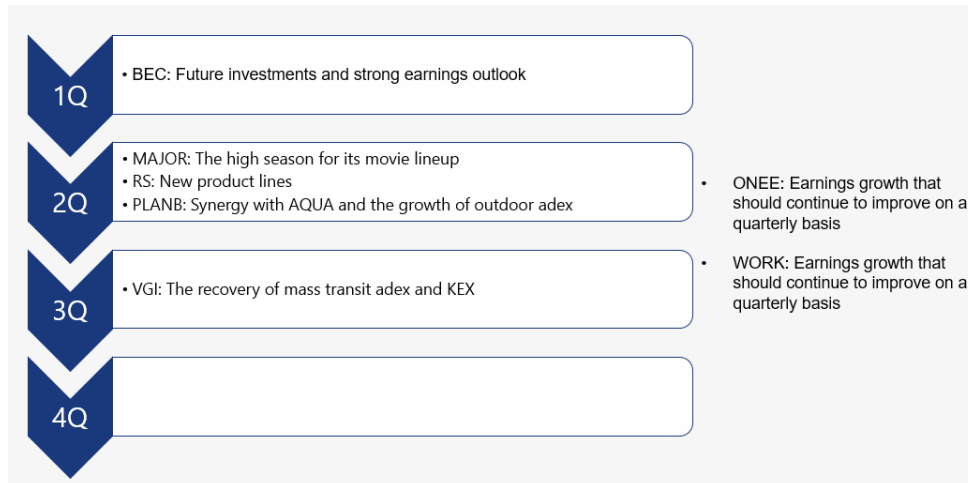 1Q
• BEC: Future investments and strong earnings outlook
2Q
• MAJOR: The high season for its movie lineup
• RS: New product lines
• PLANB: Synergy with AQUA and the growth of outdoor adex
3Q
• VGI: The recovery of mass transit adex and KEX
4Q
• ONEE: Earnings growth that
should continue to improve on a
quarterly basis
• WORK: Earnings growth that
should continue to improve on a
quarterly basis